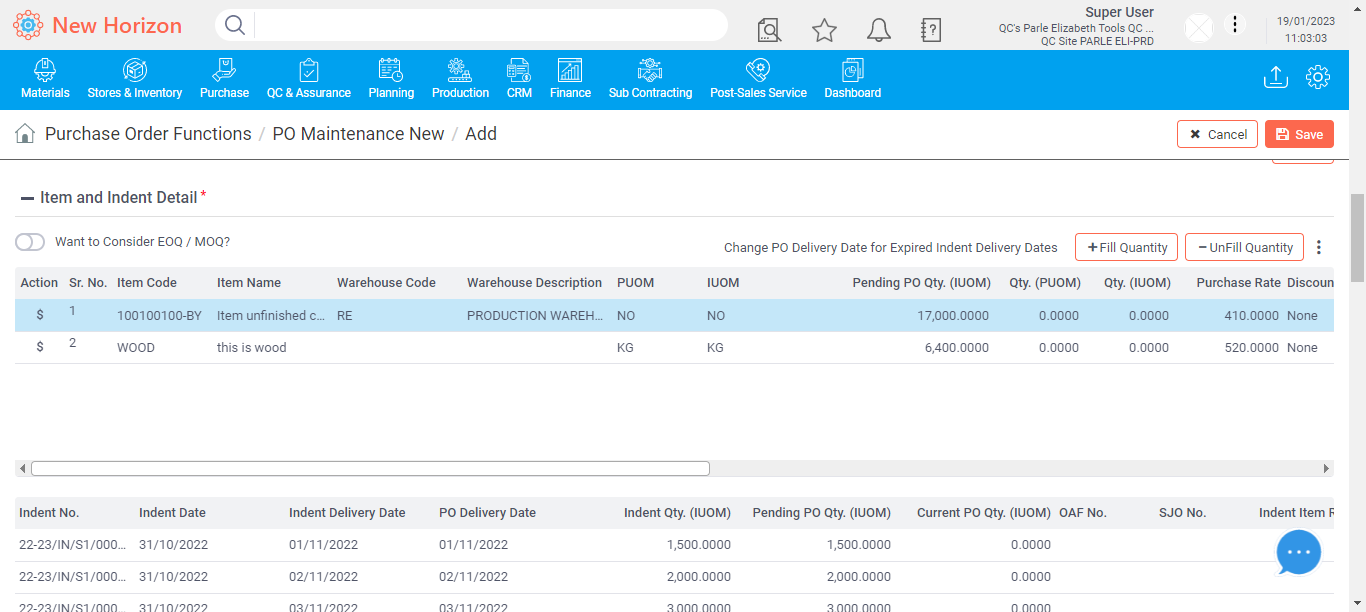 New Horizon
Super User
QC's Parle Elizabeth Tools QC ...
QC Site PARLE ELI-PRD
19/01/2023
11:03:03
Materials Stores & Inventory Purchase QC & Assurance Planning Production CRM Finance Sub Contracting Post-Sales Service Dashboard
Purchase Order Functions / PO Maintenance New / Add
Cancel Save
Item and Indent Detail *
Want to Consider EOQ / MOQ?
Change PO Delivery Date for Expired Indent Delivery Dates
Fill Quantity UnFill Quantity
Action Sr. No. Item Code Item Name Warehouse Code Warehouse Description PUOM IUOM Pending PO Qty. (IUOM) Qty. (PUOM) Qty. (IUOM) Purchase Rate Discoun
$ 1 100100100-BY Item unfinished c... RE PRODUCTION WAREH... NO NO 17,000.0000 0.0000 0.0000 410.0000 None
$ 2 WOOD this is wood KG KG 6,400.0000 0.0000 0.0000 520.0000 None
Indent No. Indent Date Indent Delivery Date PO Delivery Date Indent Qty. (IUOM) Pending PO Qty. (IUOM) Current PO Qty. (IUOM) OAF No. SJO No. Indent Item R
22-23/IN/S1/000... 31/10/2022 01/11/2022 01/11/2022 1,500.0000 1,500.0000 0.0000
22-23/IN/S1/000... 31/10/2022 02/11/2022 02/11/2022 2,000.0000 2,000.0000 0.0000
22-23/IN/S1/000... 31/10/2022 03/11/2022 03/11/2022 3,000.0000 3,000.0000 0.0000